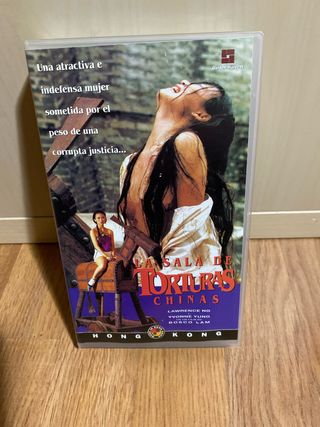 Una atractiva e
indefensa mujer
sometida por el
peso de una
corrupta justicia...
LA SALA DE
TORTURAS
CHINAS
LAWRENCE NG
YVONNE YUNG
BOSCO LAM
HONG KONG